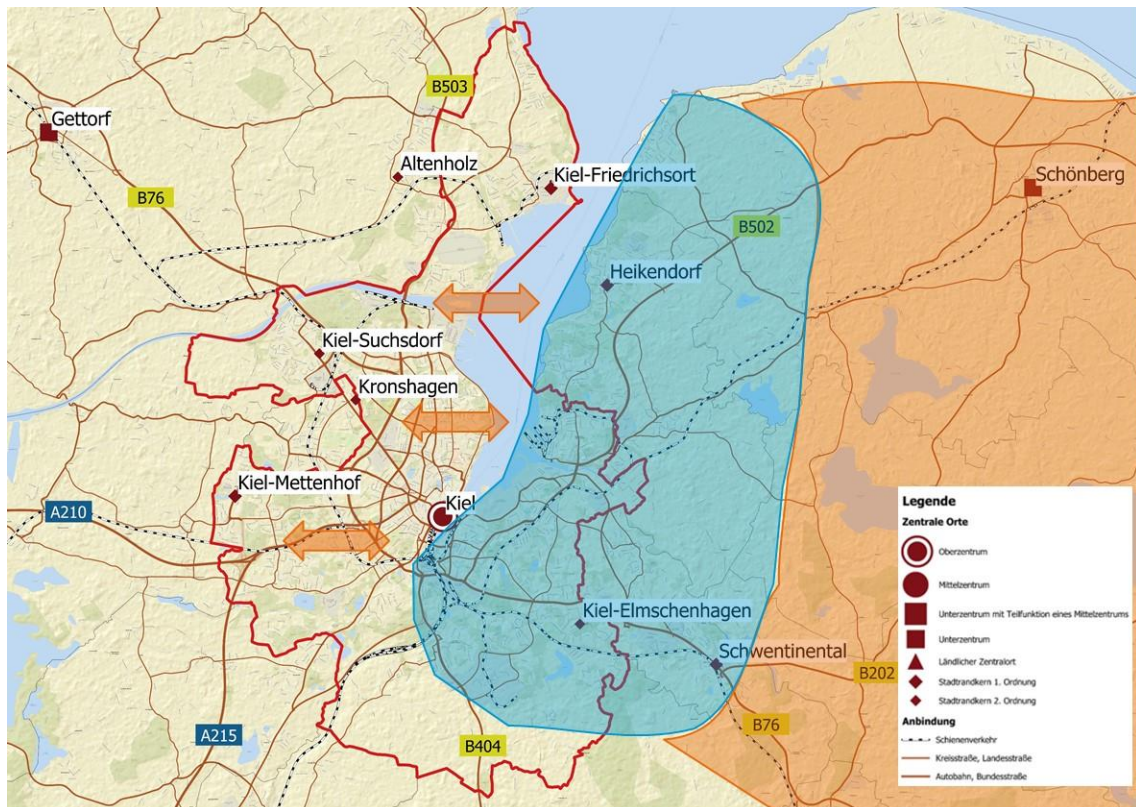 B503
Gettorf
Altenholz
Kiel-Friedrichsort
Schönberg
B76
B502
Heikendorf
Kiel-Suchsdorf
Kronshagen
Kiel-Mettenhof
Kiel
A210
Kiel-Elmschenhagen
Schwentinental
B202
A215
B404
B76
Legende
Zentrale Orte
Oberzentrum
Mittelzentrum
Unterzentrum mit Teilfunktion eines Mittelzentrums
Unterzentrum
Ländlicher Zentralort
Stadtrandkern 1. Ordnung
Stadtrandkern 2. Ordnung
Anbindung
Schienenverkehr
Kreisstraße, Landesstraße
Autobahn, Bundesstraße